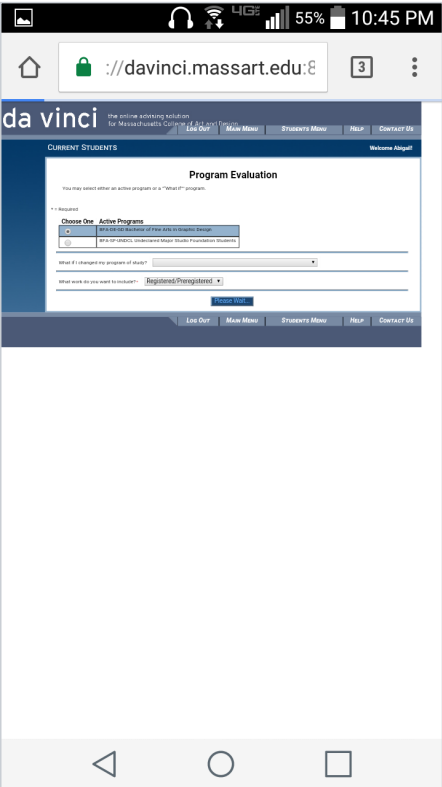 4G 55% 10:45 PM
://davinci.massart.edu:8
3
da vinci
the online advising solution
for Massachusetts College of Art and Design
LOG OUT MAIN MENU STUDENTS MENU HELP CONTACT US
CURRENT STUDENTS Welcome Abigail!
Program Evaluation
You may select either an active program or a "What if" program.
* = Required
Choose One Active Programs
BFA-GE-GD Bachelor of Fine Arts in Graphic Design
BFA-SF-UNDCL Undeclared Major Studio Foundation Students
What if I changed my program of study?
What work do you want to include?* Registered/Preregistered
Please Wait...
LOG OUT MAIN MENU STUDENTS MENU HELP CONTACT US